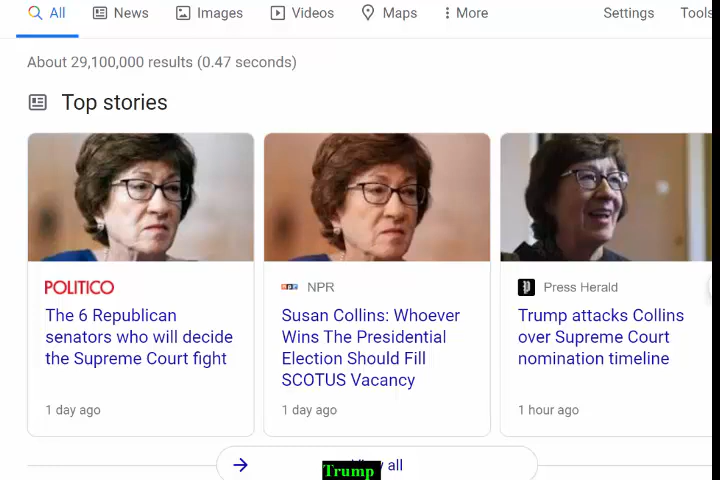 All News Images Videos Maps More Settings Tools
About 29,100,000 results (0.47 seconds)
Top stories
POLITICO
The 6 Republican
senators who will decide
the Supreme Court fight
1 day ago
npr NPR
Susan Collins: Whoever
Wins The Presidential
Election Should Fill
SCOTUS Vacancy
1 day ago
P Press Herald
Trump attacks Collins
over Supreme Court
nomination timeline
1 hour ago
all
Trump